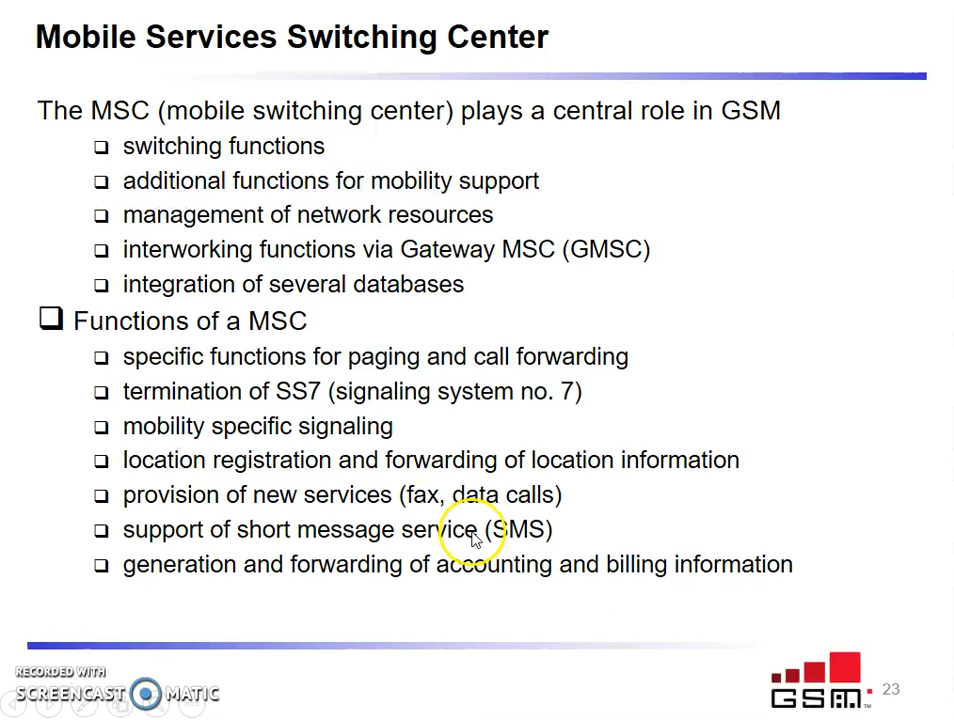 Mobile Services Switching Center
The MSC (mobile switching center) plays a central role in GSM
switching functions
additional functions for mobility support
management of network resources
interworking functions via Gateway MSC (GMSC)
integration of several databases
Functions of a MSC
specific functions for paging and call forwarding
termination of SS7 (signaling system no. 7)
mobility specific signaling
location registration and forwarding of location information
provision of new services (fax, data calls)
support of short message service (SMS)
generation and forwarding of accounting and billing information
RECORDED WITH
SCREENCAST MATIC
GSM™
23